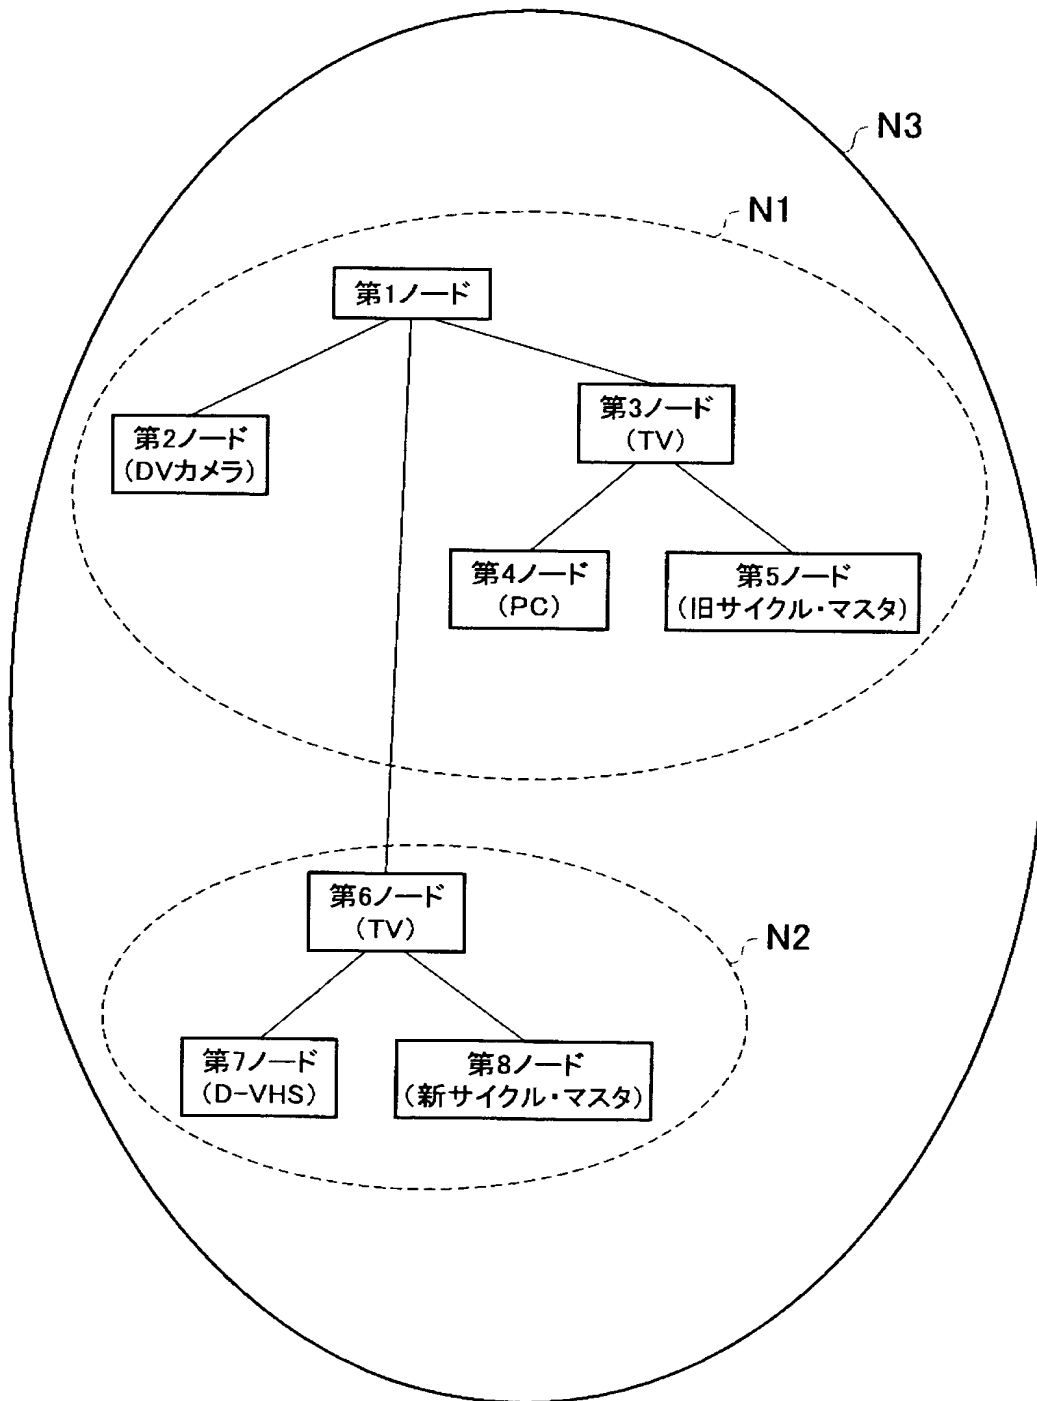 N3
N1
第1ノード
第2ノード
(DVカメラ)
第3ノード
(TV)
第4ノード
(PC)
第5ノード
(旧サイクル・マスタ)
第6ノード
(TV)
N2
第7ノード
(D-VHS)
第8ノード
(新サイクル・マスタ)